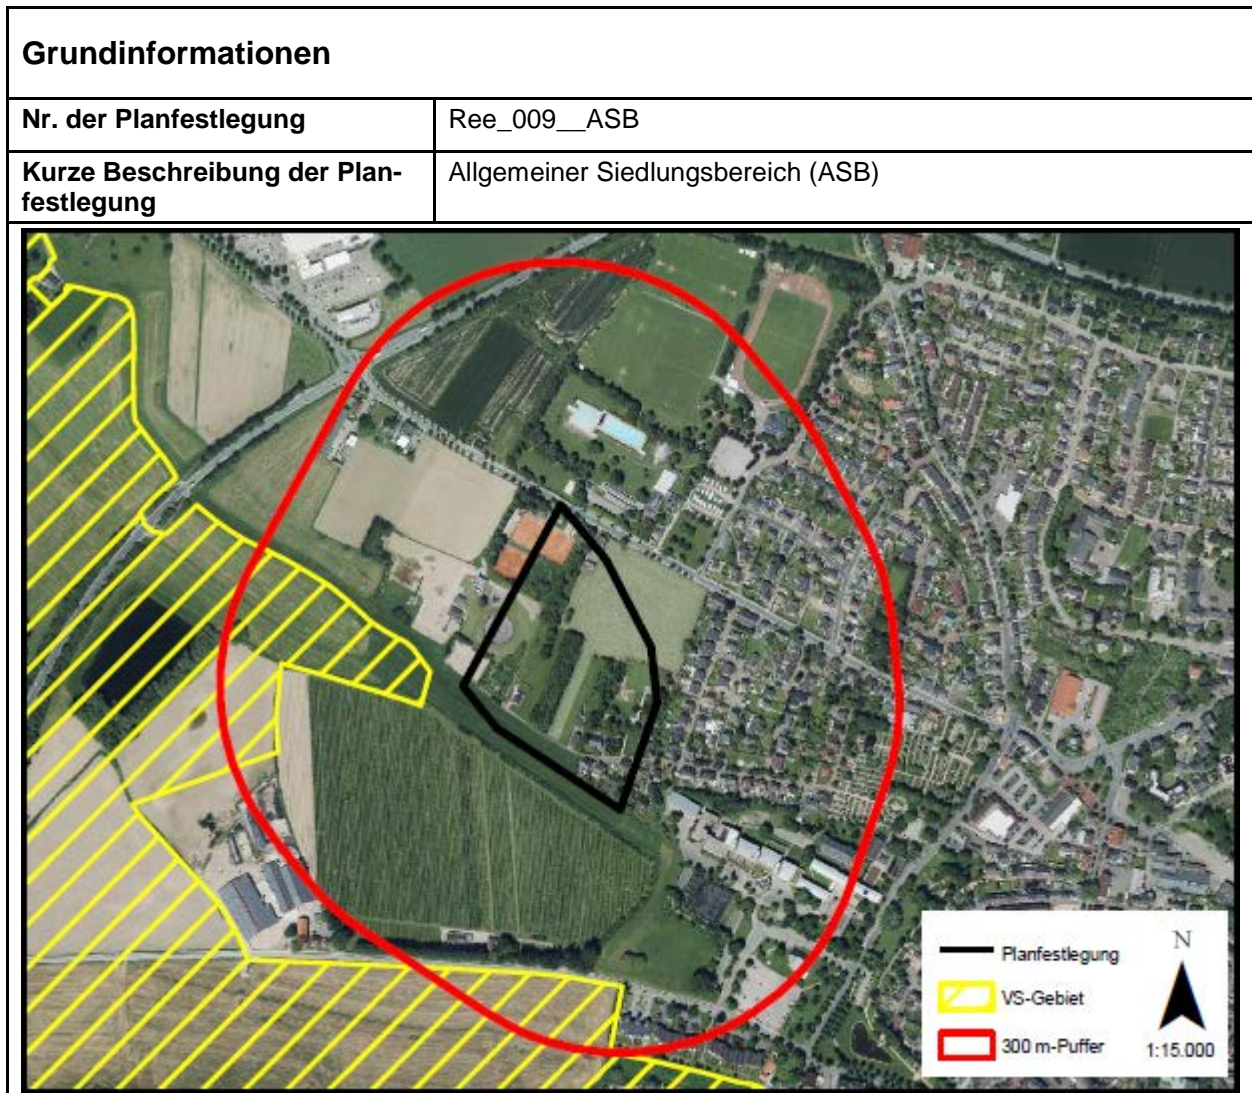 Grundinformationen
Nr. der Planfestlegung
Ree_009__ASB
Kurze Beschreibung der Plan-
festlegung
Allgemeiner Siedlungsbereich (ASB)
Planfestlegung
VS-Gebiet
300 m-Puffer
N
1:15.000